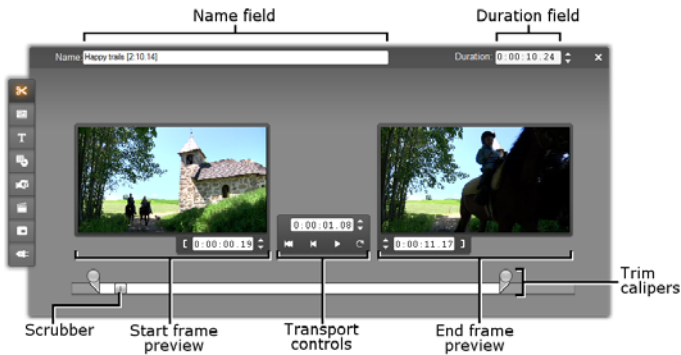 Name field
Duration field
Name: Happy trails [2:10.14]
Duration: 0:00:10.24
T
0:00:01.08
[ 0:00:00.19
0:00:11.17 ]
Trim
calipers
Scrubber
Start frame
preview
Transport
controls
End frame
preview